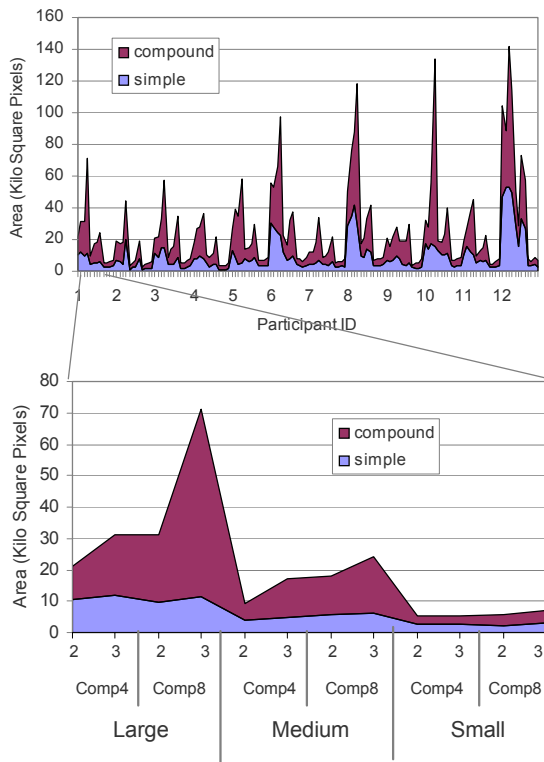 160
140
120
100
80
60
40
20
0
Area (Kilo Square Pixels)
compound
simple
1 2 3 4 5 6 7 8 9 10 11 12
Participant ID
80
70
60
50
40
30
20
10
0
Area (Kilo Square Pixels)
compound
simple
2 3 2 3 2 3 2 3 2 3 2 3
Comp4 Comp8 Comp4 Comp8 Comp4 Comp8
Large Medium Small